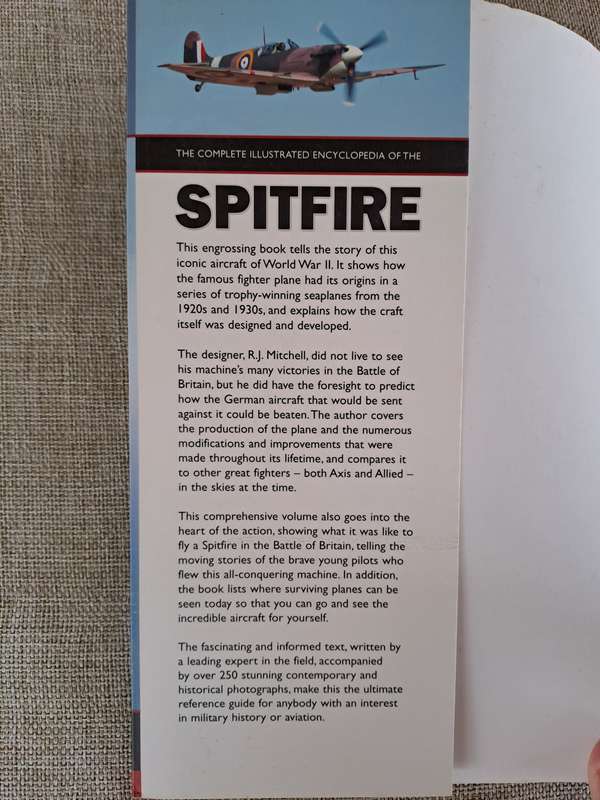 THE COMPLETE ILLUSTRATED ENCYCLOPEDIA OF THE
SPITFIRE
This engrossing book tells the story of this
iconic aircraft of World War II. It shows how
the famous fighter plane had its origins in a
series of trophy-winning seaplanes from the
1920s and 1930s, and explains how the craft
itself was designed and developed.
The designer, R.J. Mitchell, did not live to see
his machine's many victories in the Battle of
Britain, but he did have the foresight to predict
how the German aircraft that would be sent
against it could be beaten. The author covers
the production of the plane and the numerous
modifications and improvements that were
made throughout its lifetime, and compares it
to other great fighters – both Axis and Allied –
in the skies at the time.
This comprehensive volume also goes into the
heart of the action, showing what it was like to
fly a Spitfire in the Battle of Britain, telling the
moving stories of the brave young pilots who
flew this all-conquering machine. In addition,
the book lists where surviving planes can be
seen today so that you can go and see the
incredible aircraft for yourself.
The fascinating and informed text, written by
a leading expert in the field, accompanied
by over 250 stunning contemporary and
historical photographs, make this the ultimate
reference guide for anybody with an interest
in military history or aviation.